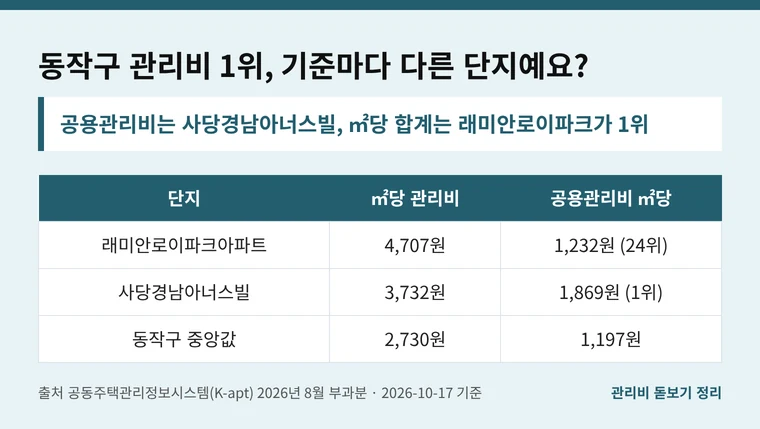 동작구 관리비 1위, 기준마다 다른 단지예요?
공용관리비는 사당경남아너스빌, ㎡당 합계는 래미안로이파크가 1위
단지 ㎡당 관리비 공용관리비 ㎡당
래미안로이파크아파트 4,707원 1,232원 (24위)
사당경남아너스빌 3,732원 1,869원 (1위)
동작구 중앙값 2,730원 1,197원
출처 공동주택관리정보시스템(K-apt) 2026년 8월 부과분 · 2026-10-17 기준 관리비 돋보기 정리